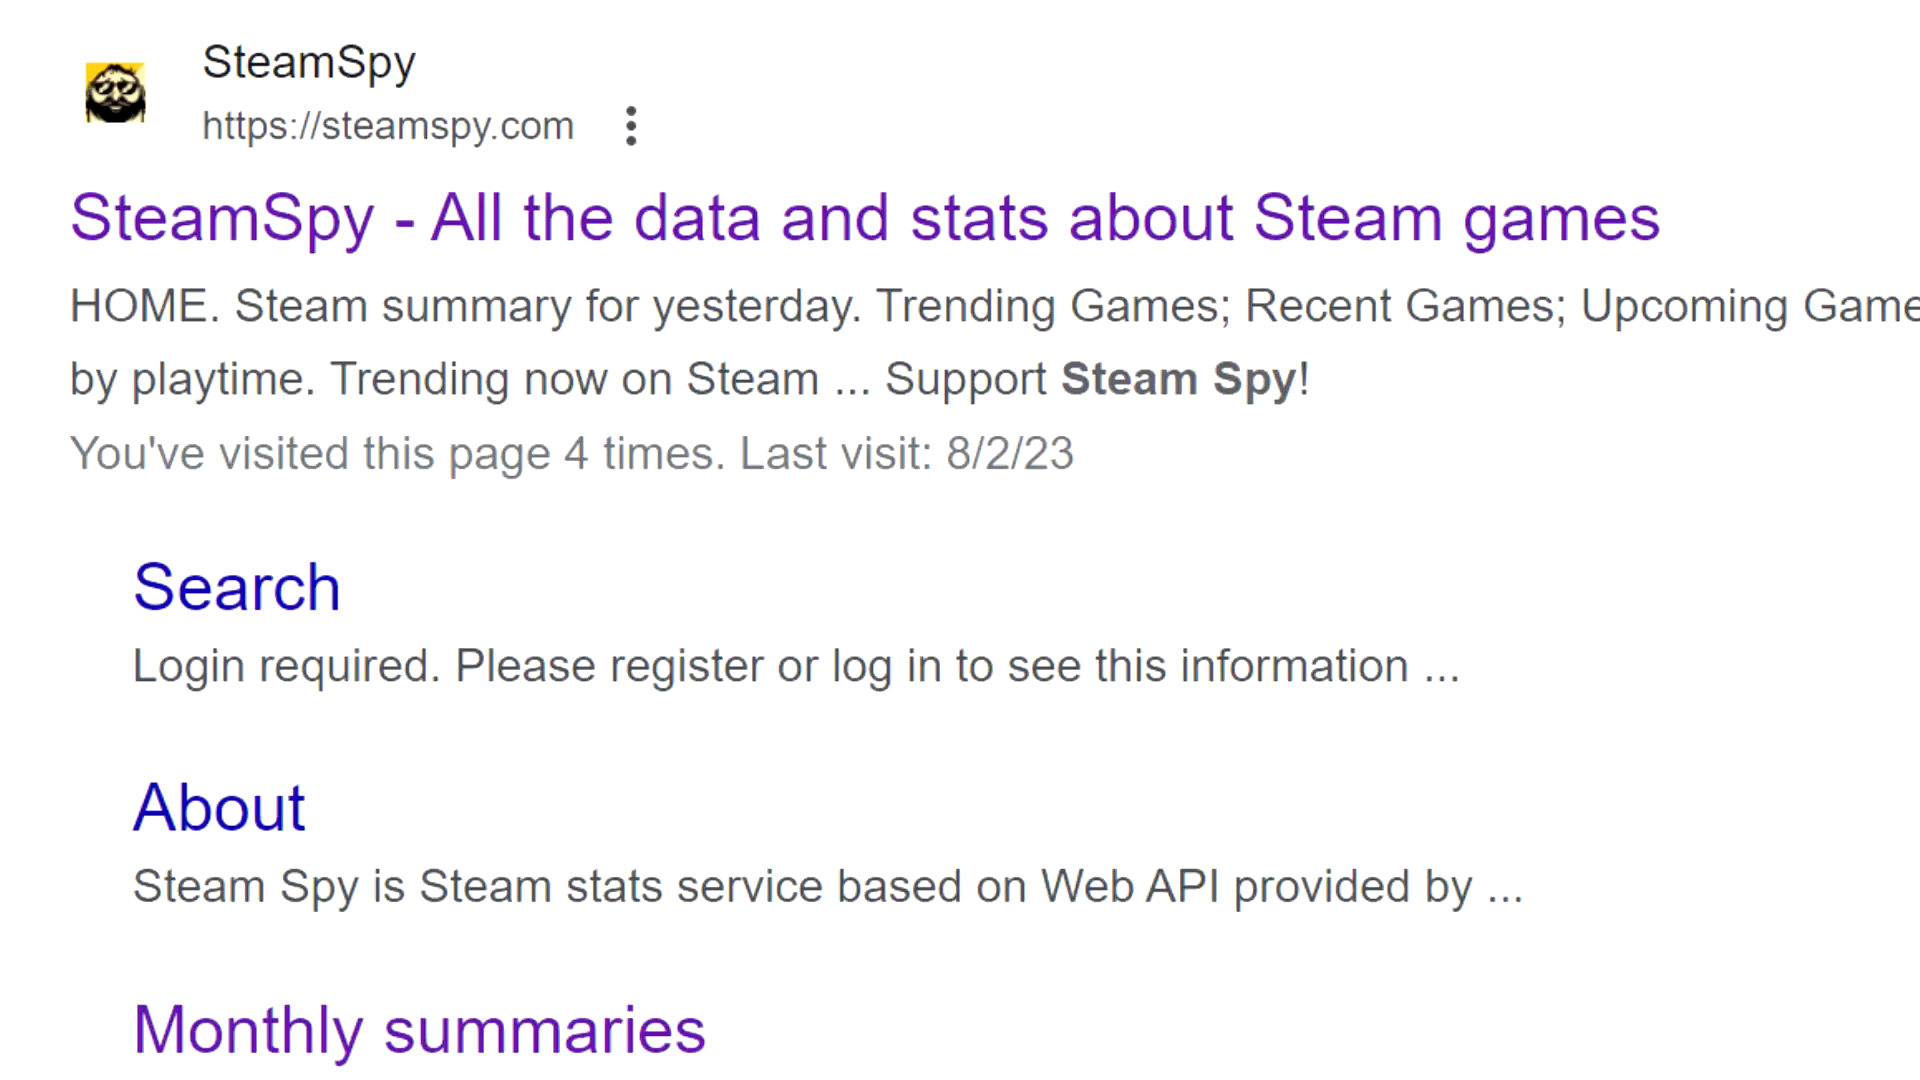 SteamSpy
https://steamspy.com
SteamSpy - All the data and stats about Steam games
HOME. Steam summary for yesterday. Trending Games; Recent Games; Upcoming Game
by playtime. Trending now on Steam ... Support Steam Spy!
You've visited this page 4 times. Last visit: 8/2/23
Search
Login required. Please register or log in to see this information ...
About
Steam Spy is Steam stats service based on Web API provided by ...
Monthly summaries